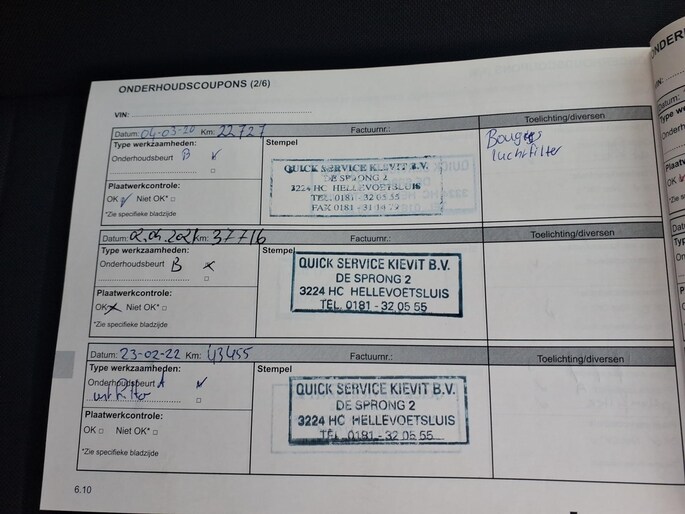 ONDERHOUDSCOUPONS (2/6)
VIN:
Datum: 04-03-20 Km: 22727 Factuurnr.: Toelichting/diversen
Type werkzaamheden: Stempel
Onderhoudsbeurt B
Bougies
luchtfilter
Plaatwerkcontrole:
OK Niet OK*
*Zie specifieke bladzijde
QUICK SERVICE KIEVIT B.V.
DE SPRONG 2
3224 HC HELLEVOETSLUIS
TEL. 0181 - 32 05 55
FAX 0181 - 31 14 79
Datum: 02.03.2021 Km: 37716 Factuurnr.: Toelichting/diversen
Type werkzaamheden: Stempel
Onderhoudsbeurt B
Plaatwerkcontrole:
OK Niet OK*
*Zie specifieke bladzijde
QUICK SERVICE KIEVIT B.V.
DE SPRONG 2
3224 HC HELLEVOETSLUIS
TEL. 0181 - 32 05 55
Datum: 23-02-22 Km: 43455 Factuurnr.: Toelichting/diversen
Type werkzaamheden: Stempel
Onderhoudsbeurt A
Plaatwerkcontrole:
OK Niet OK*
*Zie specifieke bladzijde
QUICK SERVICE KIEVIT B.V.
DE SPRONG 2
3224 HC HELLEVOETSLUIS
TEL. 0181 - 32 05 55
6.10